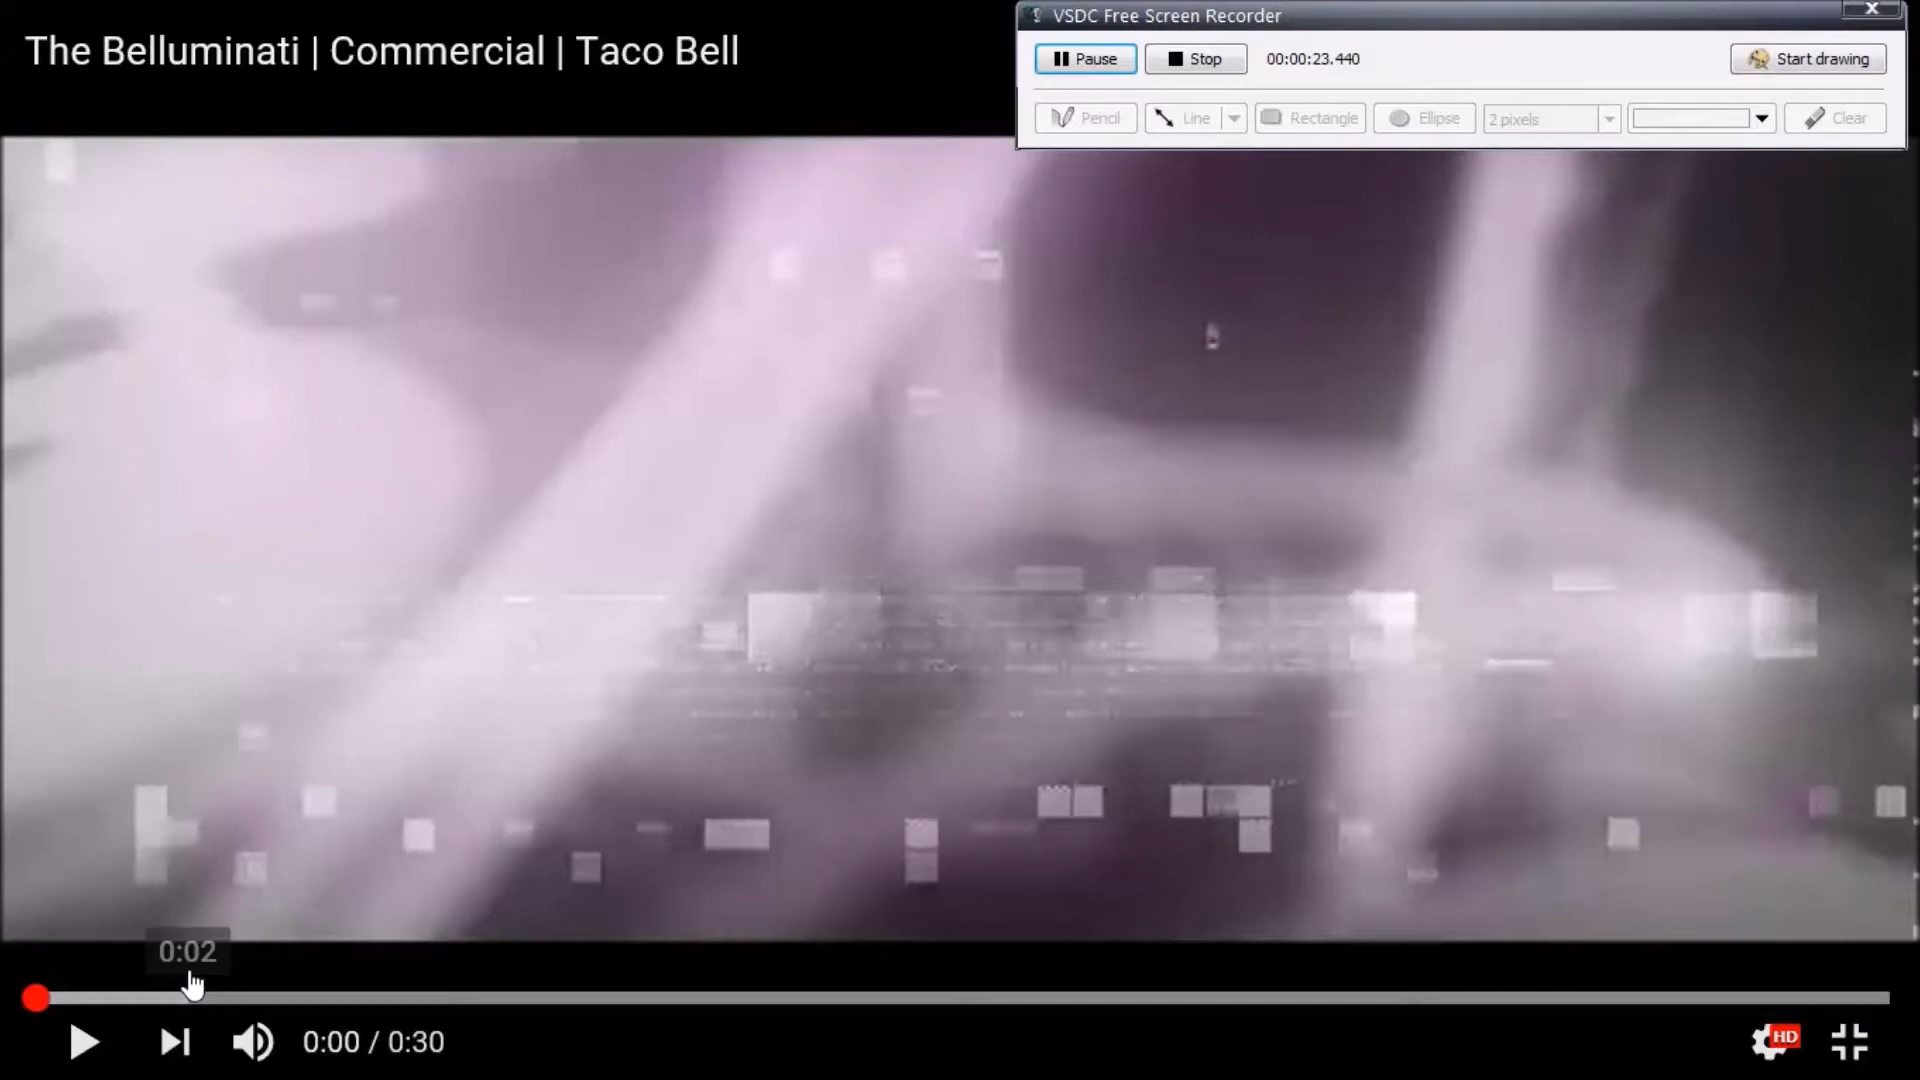 The Belluminati | Commercial | Taco Bell
VSDC Free Screen Recorder
Pause
Stop
00:00:23.440
Start drawing
Pencil
Line
Rectangle
Ellipse
2 pixels
Clear
0:02
0:00 / 0:30
HD